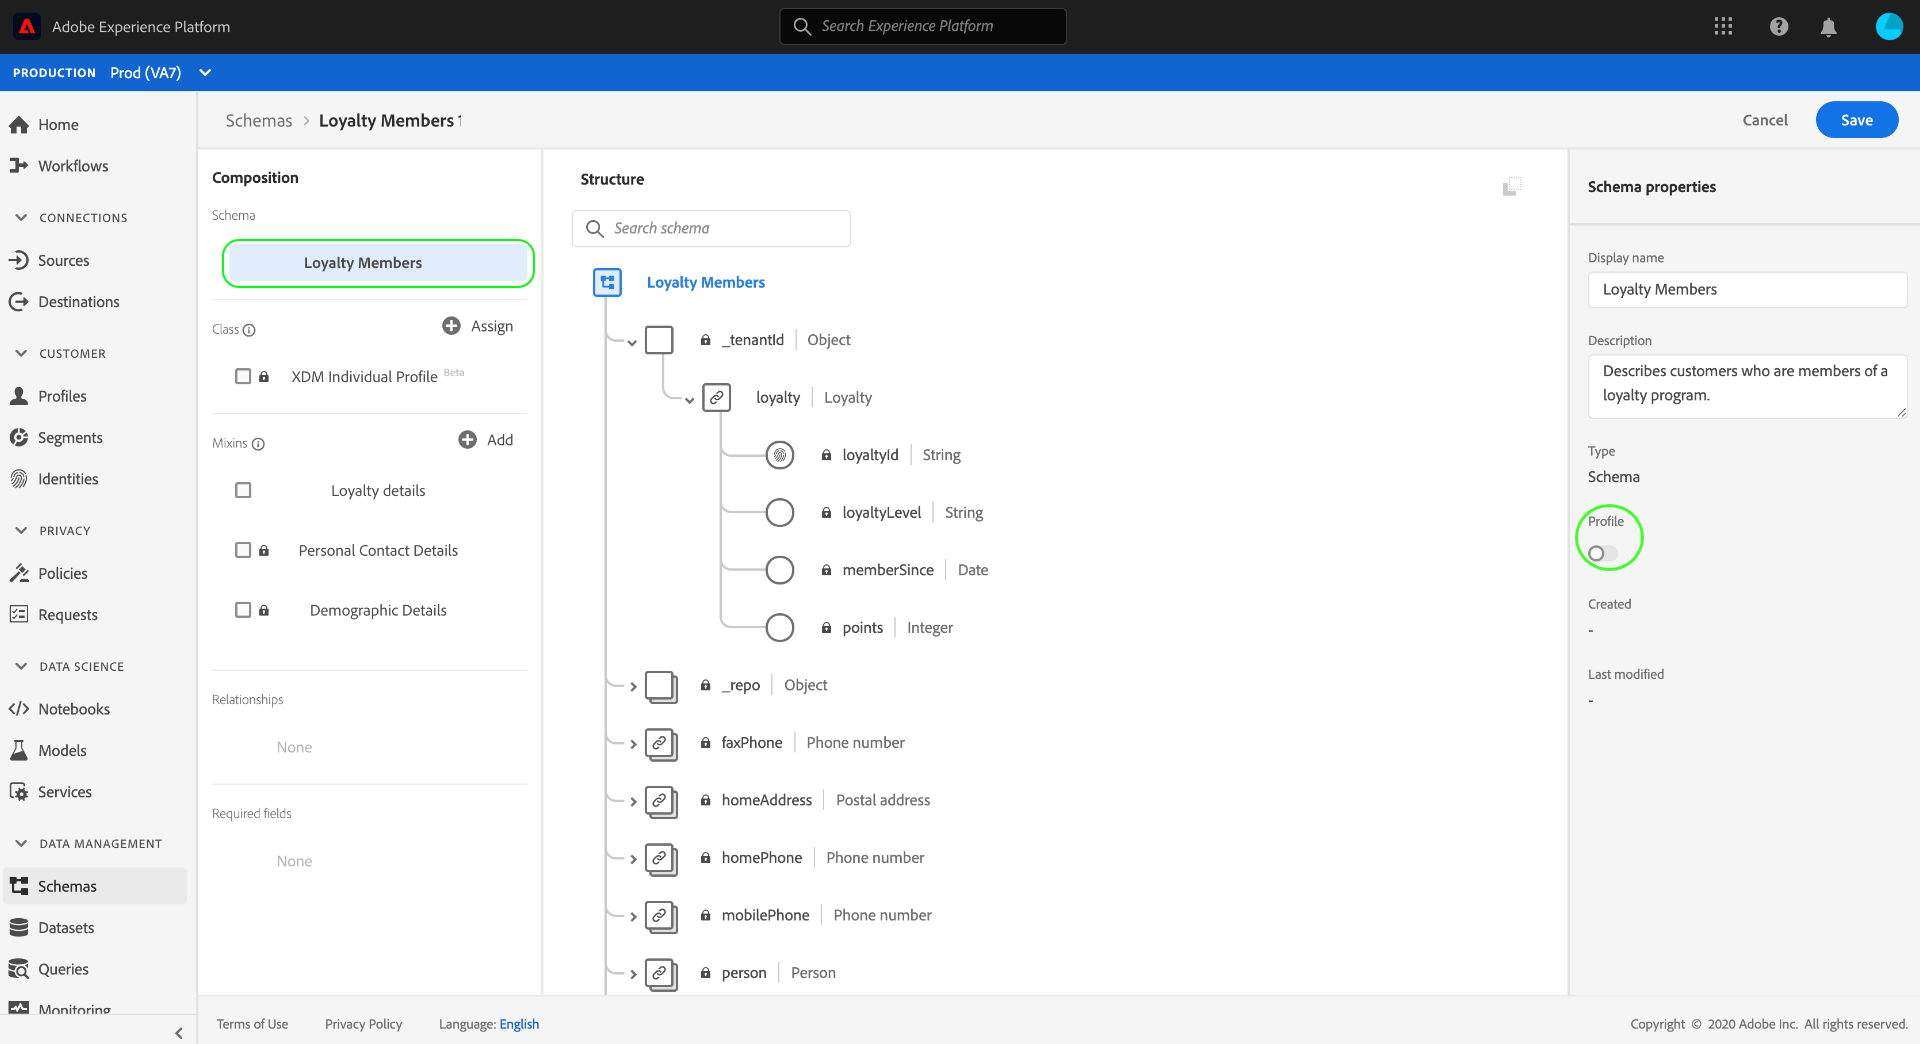 Adobe Experience Platform
Search Experience Platform
PRODUCTION Prod (VA7)
Home
Workflows
CONNECTIONS
Sources
Destinations
CUSTOMER
Profiles
Segments
Identities
PRIVACY
Policies
Requests
DATA SCIENCE
Notebooks
Models
Services
DATA MANAGEMENT
Schemas
Datasets
Queries
Monitoring
Schemas > Loyalty Members
Cancel
Save
Composition
Schema
Loyalty Members
Class
Assign
XDM Individual Profile Beta
Mixins
Add
Loyalty details
Personal Contact Details
Demographic Details
Relationships
None
Required fields
None
Structure
Search schema
Loyalty Members
_tenantId Object
loyalty Loyalty
loyaltyId String
loyaltyLevel String
memberSince Date
points Integer
_repo Object
faxPhone Phone number
homeAddress Postal address
homePhone Phone number
mobilePhone Phone number
person Person
Schema properties
Display name
Loyalty Members
Description
Describes customers who are members of a
loyalty program.
Type
Schema
Profile
Created
-
Last modified
-
Terms of Use Privacy Policy Language: English
Copyright © 2020 Adobe Inc. All rights reserved.